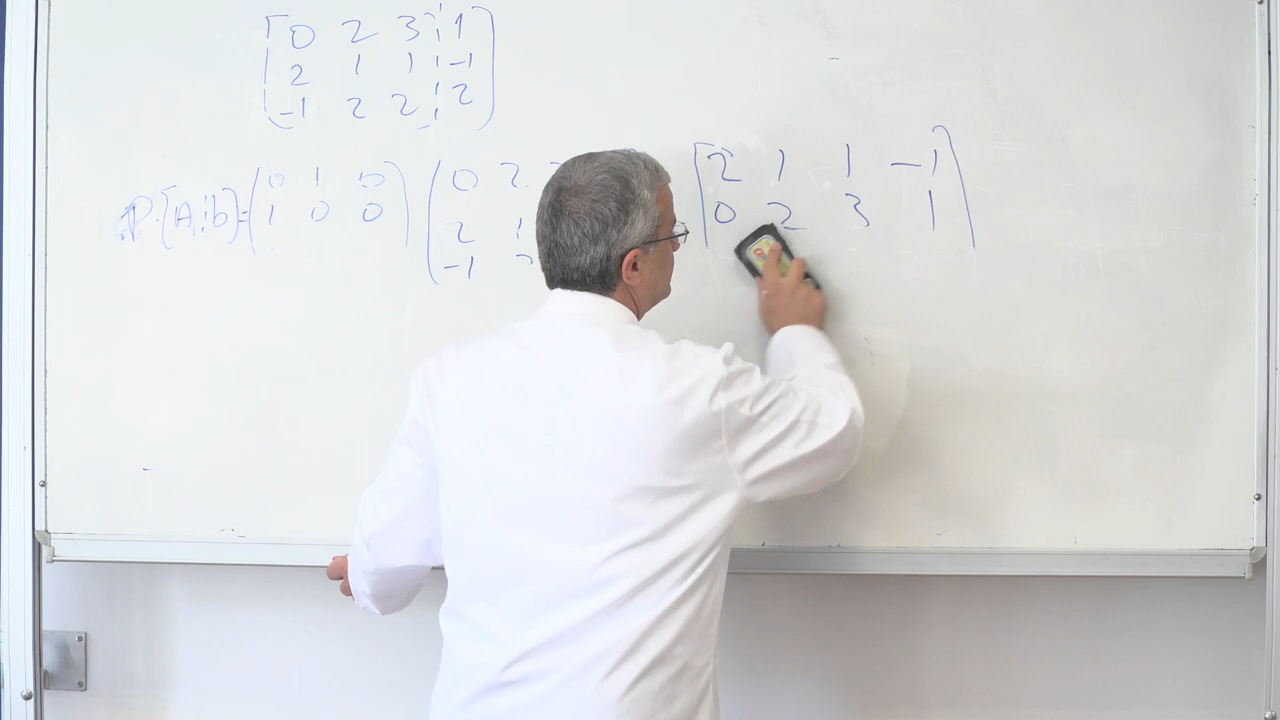 0 2 3 ¦ 1
2 1 1 ¦ -1
-1 2 2 ¦ 2
P·[A¦b]= 0 1 0
1 0 0
0 2
2 1
-1
2 1 1 -1
0 2 3 1